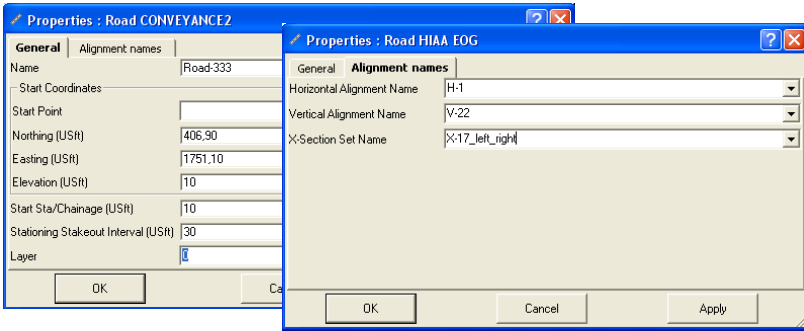 Properties : Road CONVEYANCE2
General Alignment names
Name Road-333
Start Coordinates
Start Point
Northing (USft) 406,90
Easting (USft) 1751,10
Elevation (USft) 10
Start Sta/Chainage (USft) 10
Stationing Stakeout Interval (USft) 30
Layer 0
OK Ca
Properties : Road HIAA EOG
General Alignment names
Horizontal Alignment Name H-1
Vertical Alignment Name V-22
X-Section Set Name X-17_left_right
OK Cancel Apply